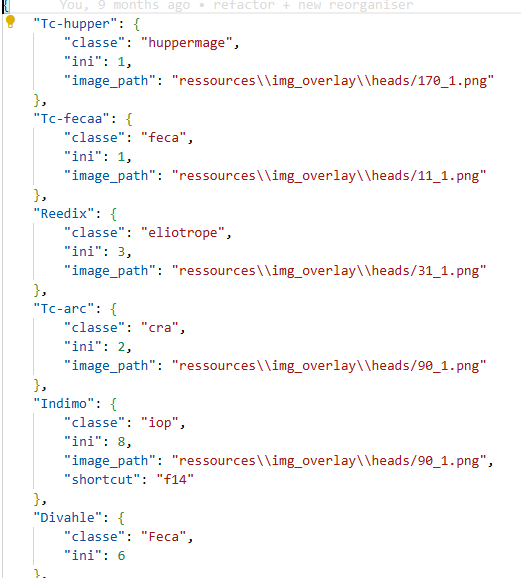 { You, 9 months ago • refactor + new reorganiser
"Tc-hupper": {
"classe": "huppermage",
"ini": 1,
"image_path": "ressources\\img_overlay\\heads/170_1.png"
},
"Tc-fecaa": {
"classe": "feca",
"ini": 1,
"image_path": "ressources\\img_overlay\\heads/11_1.png"
},
"Reedix": {
"classe": "eliotrope",
"ini": 3,
"image_path": "ressources\\img_overlay\\heads/31_1.png"
},
"Tc-arc": {
"classe": "cra",
"ini": 2,
"image_path": "ressources\\img_overlay\\heads/90_1.png"
},
"Indimo": {
"classe": "iop",
"ini": 8,
"image_path": "ressources\\img_overlay\\heads/90_1.png",
"shortcut": "f14"
},
"Divahle": {
"classe": "Feca",
"ini": 6
},